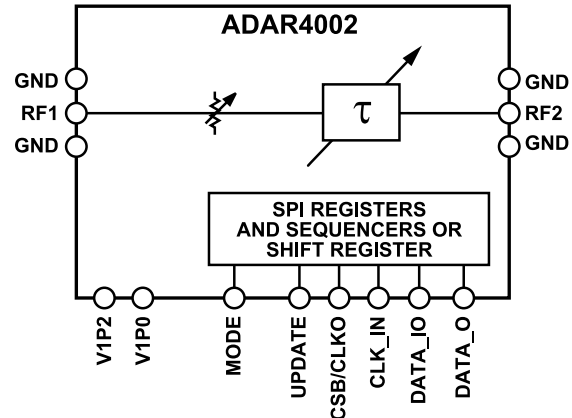 ADAR4002
GND
RF1
GND
GND
RF2
GND
τ
SPI REGISTERS
AND SEQUENCERS OR
SHIFT REGISTER
V1P2
V1P0
MODE
UPDATE
CSB/CLKO
CLK_IN
DATA_IO
DATA_O